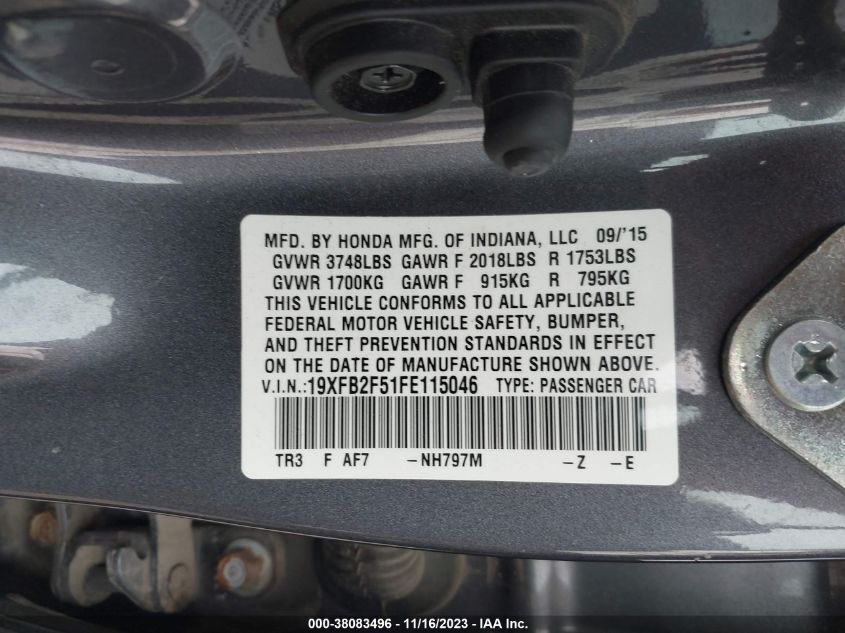 MFD. BY HONDA MFG. OF INDIANA, LLC 09/'15
GVWR 3748LBS GAWR F 2018LBS R 1753LBS
GVWR 1700KG GAWR F 915KG R 795KG
THIS VEHICLE CONFORMS TO ALL APPLICABLE
FEDERAL MOTOR VEHICLE SAFETY, BUMPER,
AND THEFT PREVENTION STANDARDS IN EFFECT
ON THE DATE OF MANUFACTURE SHOWN ABOVE.
V.I.N.:19XFB2F51FE115046 TYPE: PASSENGER CAR
TR3 F AF7 -NH797M -Z -E
000-38083496 - 11/16/2023 - IAA Inc.